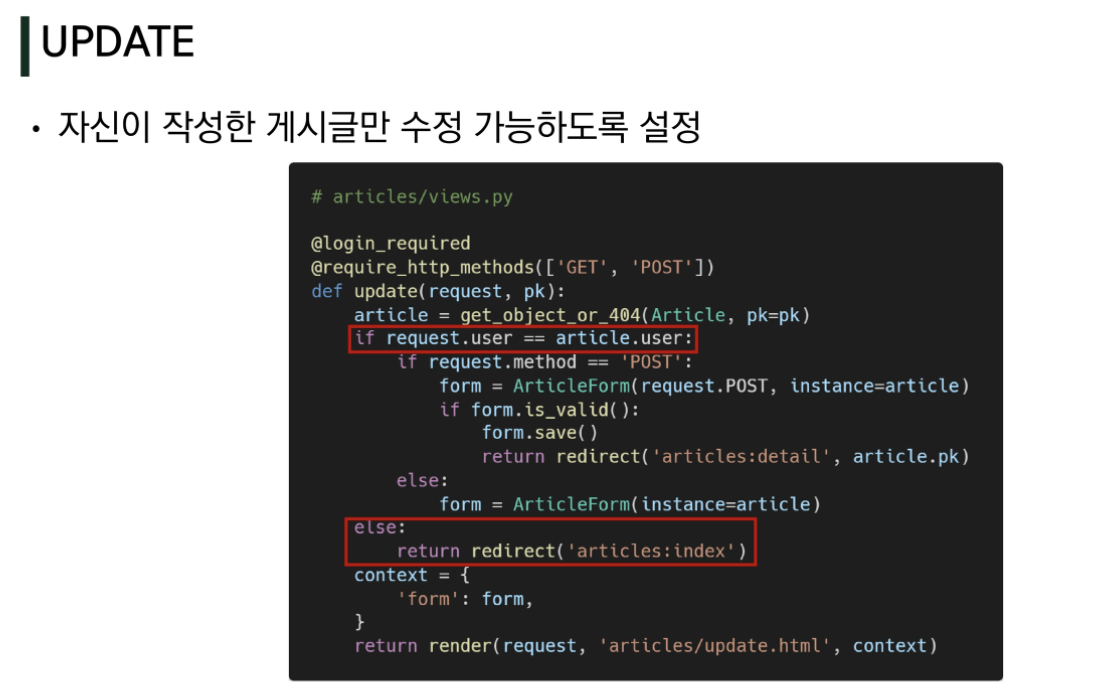 UPDATE
• 자신이 작성한 게시글만 수정 가능하도록 설정
# articles/views.py
@login_required
@require_http_methods(['GET', 'POST'])
def update(request, pk):
    article = get_object_or_404(Article, pk=pk)
    if request.user == article.user:
        if request.method == 'POST':
            form = ArticleForm(request.POST, instance=article)
            if form.is_valid():
                form.save()
                return redirect('articles:detail', article.pk)
        else:
            form = ArticleForm(instance=article)
    else:
        return redirect('articles:index')
    context = {
        'form': form,
    }
    return render(request, 'articles/update.html', context)